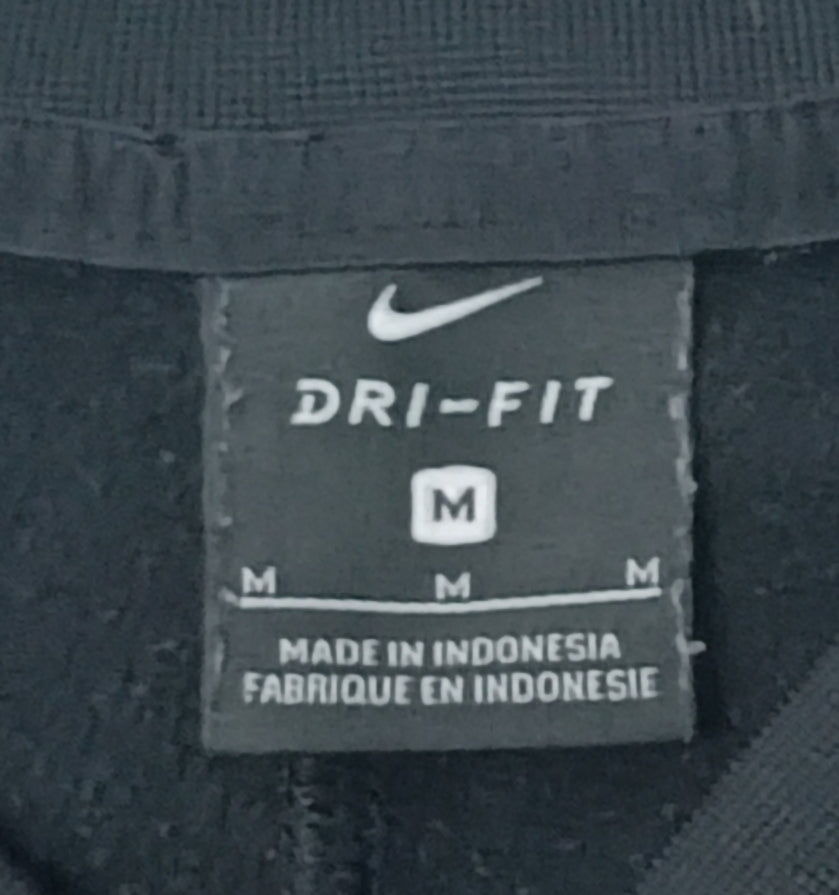 DRI-FIT
M
M M M
MADE IN INDONESIA
FABRIQUE EN INDONESIE